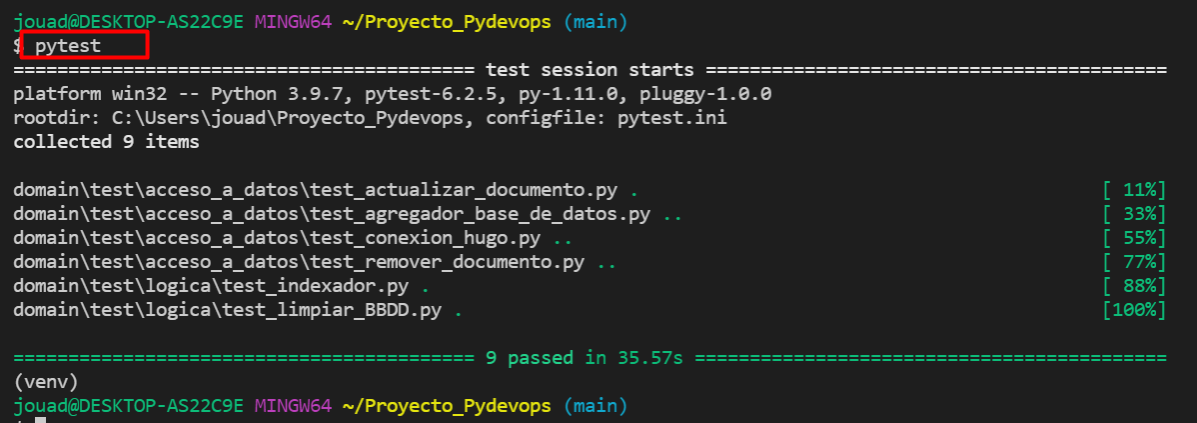 jouad@DESKTOP-AS22C9E MINGW64 ~/Proyecto_Pydevops (main)
$ pytest
========================================== test session starts ==========================================
platform win32 -- Python 3.9.7, pytest-6.2.5, py-1.11.0, pluggy-1.0.0
rootdir: C:\Users\jouad\Proyecto_Pydevops, configfile: pytest.ini
collected 9 items
domain\test\acceso_a_datos\test_actualizar_documento.py . [ 11%]
domain\test\acceso_a_datos\test_agregador_base_de_datos.py .. [ 33%]
domain\test\acceso_a_datos\test_conexion_hugo.py .. [ 55%]
domain\test\acceso_a_datos\test_remover_documento.py .. [ 77%]
domain\test\logica\test_indexador.py . [ 88%]
domain\test\logica\test_limpiar_BBDD.py . [100%]
========================================== 9 passed in 35.57s ===========================================
(venv)
jouad@DESKTOP-AS22C9E MINGW64 ~/Proyecto_Pydevops (main)